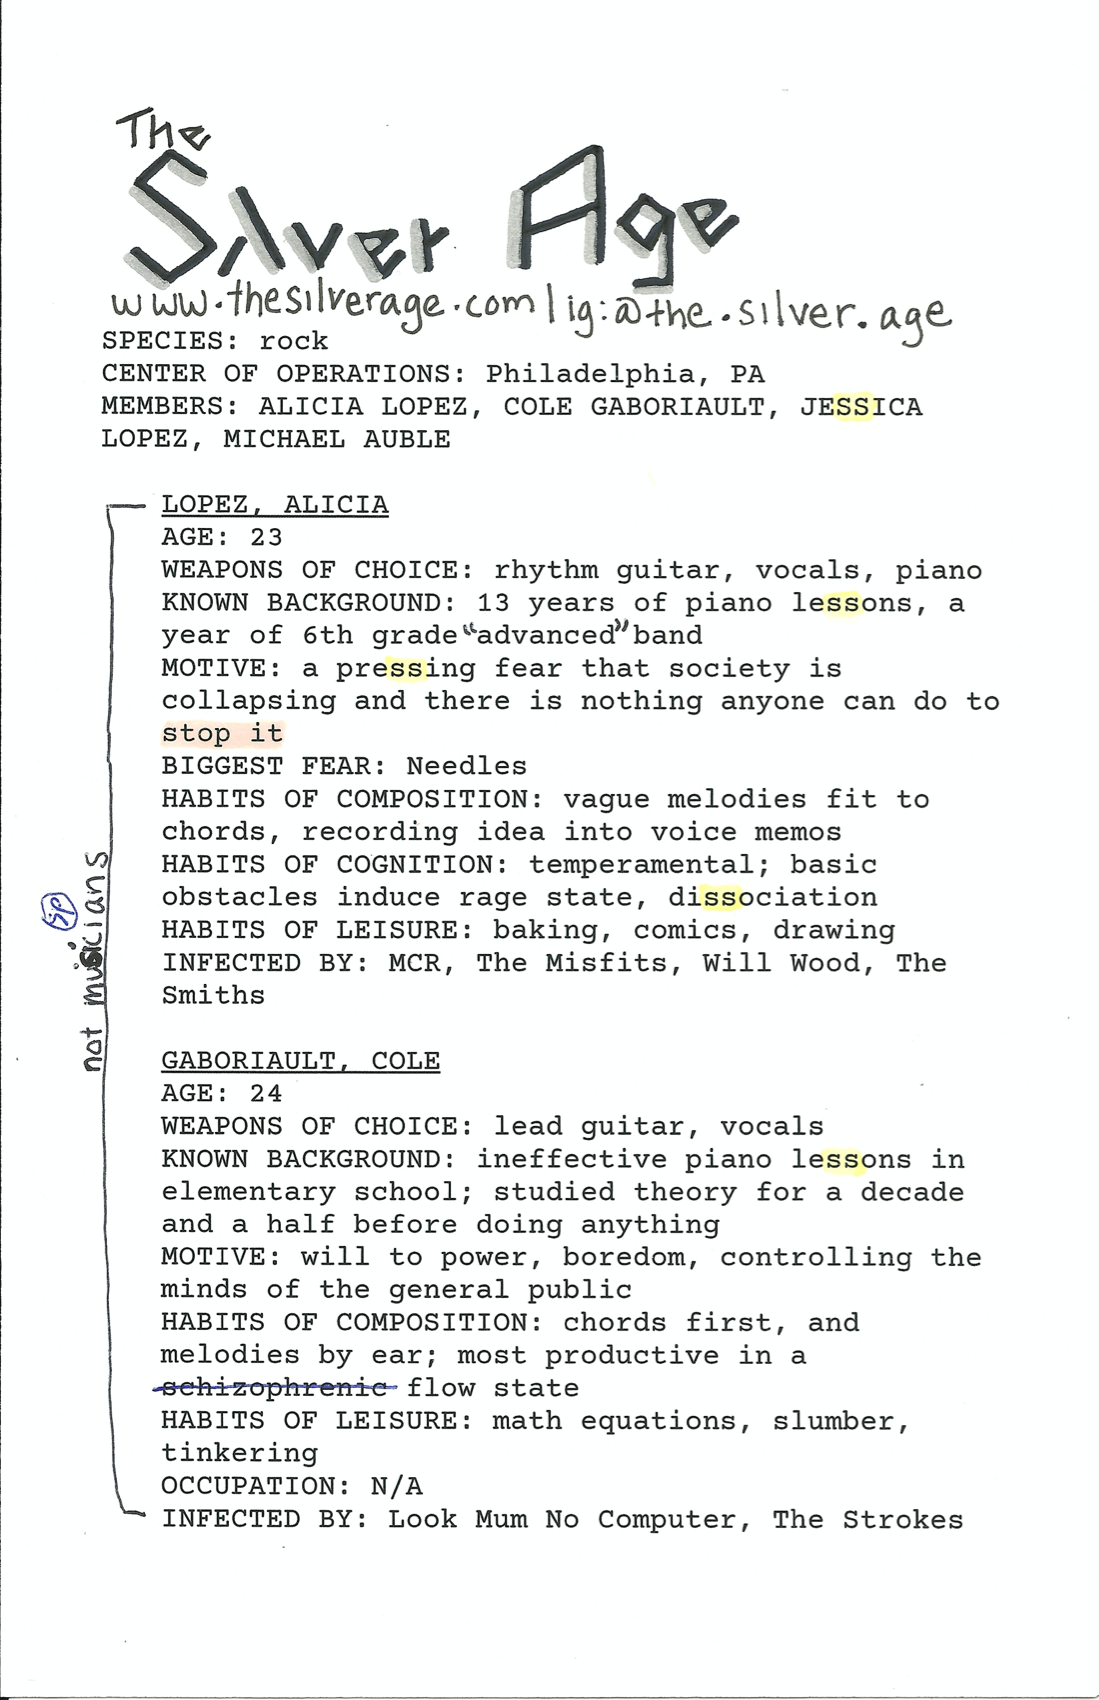 The
Silver Age
www.thesilverage.com | ig:@the.silver.age
SPECIES: rock
CENTER OF OPERATIONS: Philadelphia, PA
MEMBERS: ALICIA LOPEZ, COLE GABORIAULT, JESSICA
LOPEZ, MICHAEL AUBLE
LOPEZ, ALICIA
AGE: 23
WEAPONS OF CHOICE: rhythm guitar, vocals, piano
KNOWN BACKGROUND: 13 years of piano lessons, a
year of 6th grade "advanced" band
MOTIVE: a pressing fear that society is
collapsing and there is nothing anyone can do to
stop it
BIGGEST FEAR: Needles
HABITS OF COMPOSITION: vague melodies fit to
chords, recording idea into voice memos
HABITS OF COGNITION: temperamental; basic
obstacles induce rage state, dissociation
HABITS OF LEISURE: baking, comics, drawing
INFECTED BY: MCR, The Misfits, Will Wood, The
Smiths
not musicians
sp
GABORIAULT, COLE
AGE: 24
WEAPONS OF CHOICE: lead guitar, vocals
KNOWN BACKGROUND: ineffective piano lessons in
elementary school; studied theory for a decade
and a half before doing anything
MOTIVE: will to power, boredom, controlling the
minds of the general public
HABITS OF COMPOSITION: chords first, and
melodies by ear; most productive in a
schizophrenic flow state
HABITS OF LEISURE: math equations, slumber,
tinkering
OCCUPATION: N/A
INFECTED BY: Look Mum No Computer, The Strokes